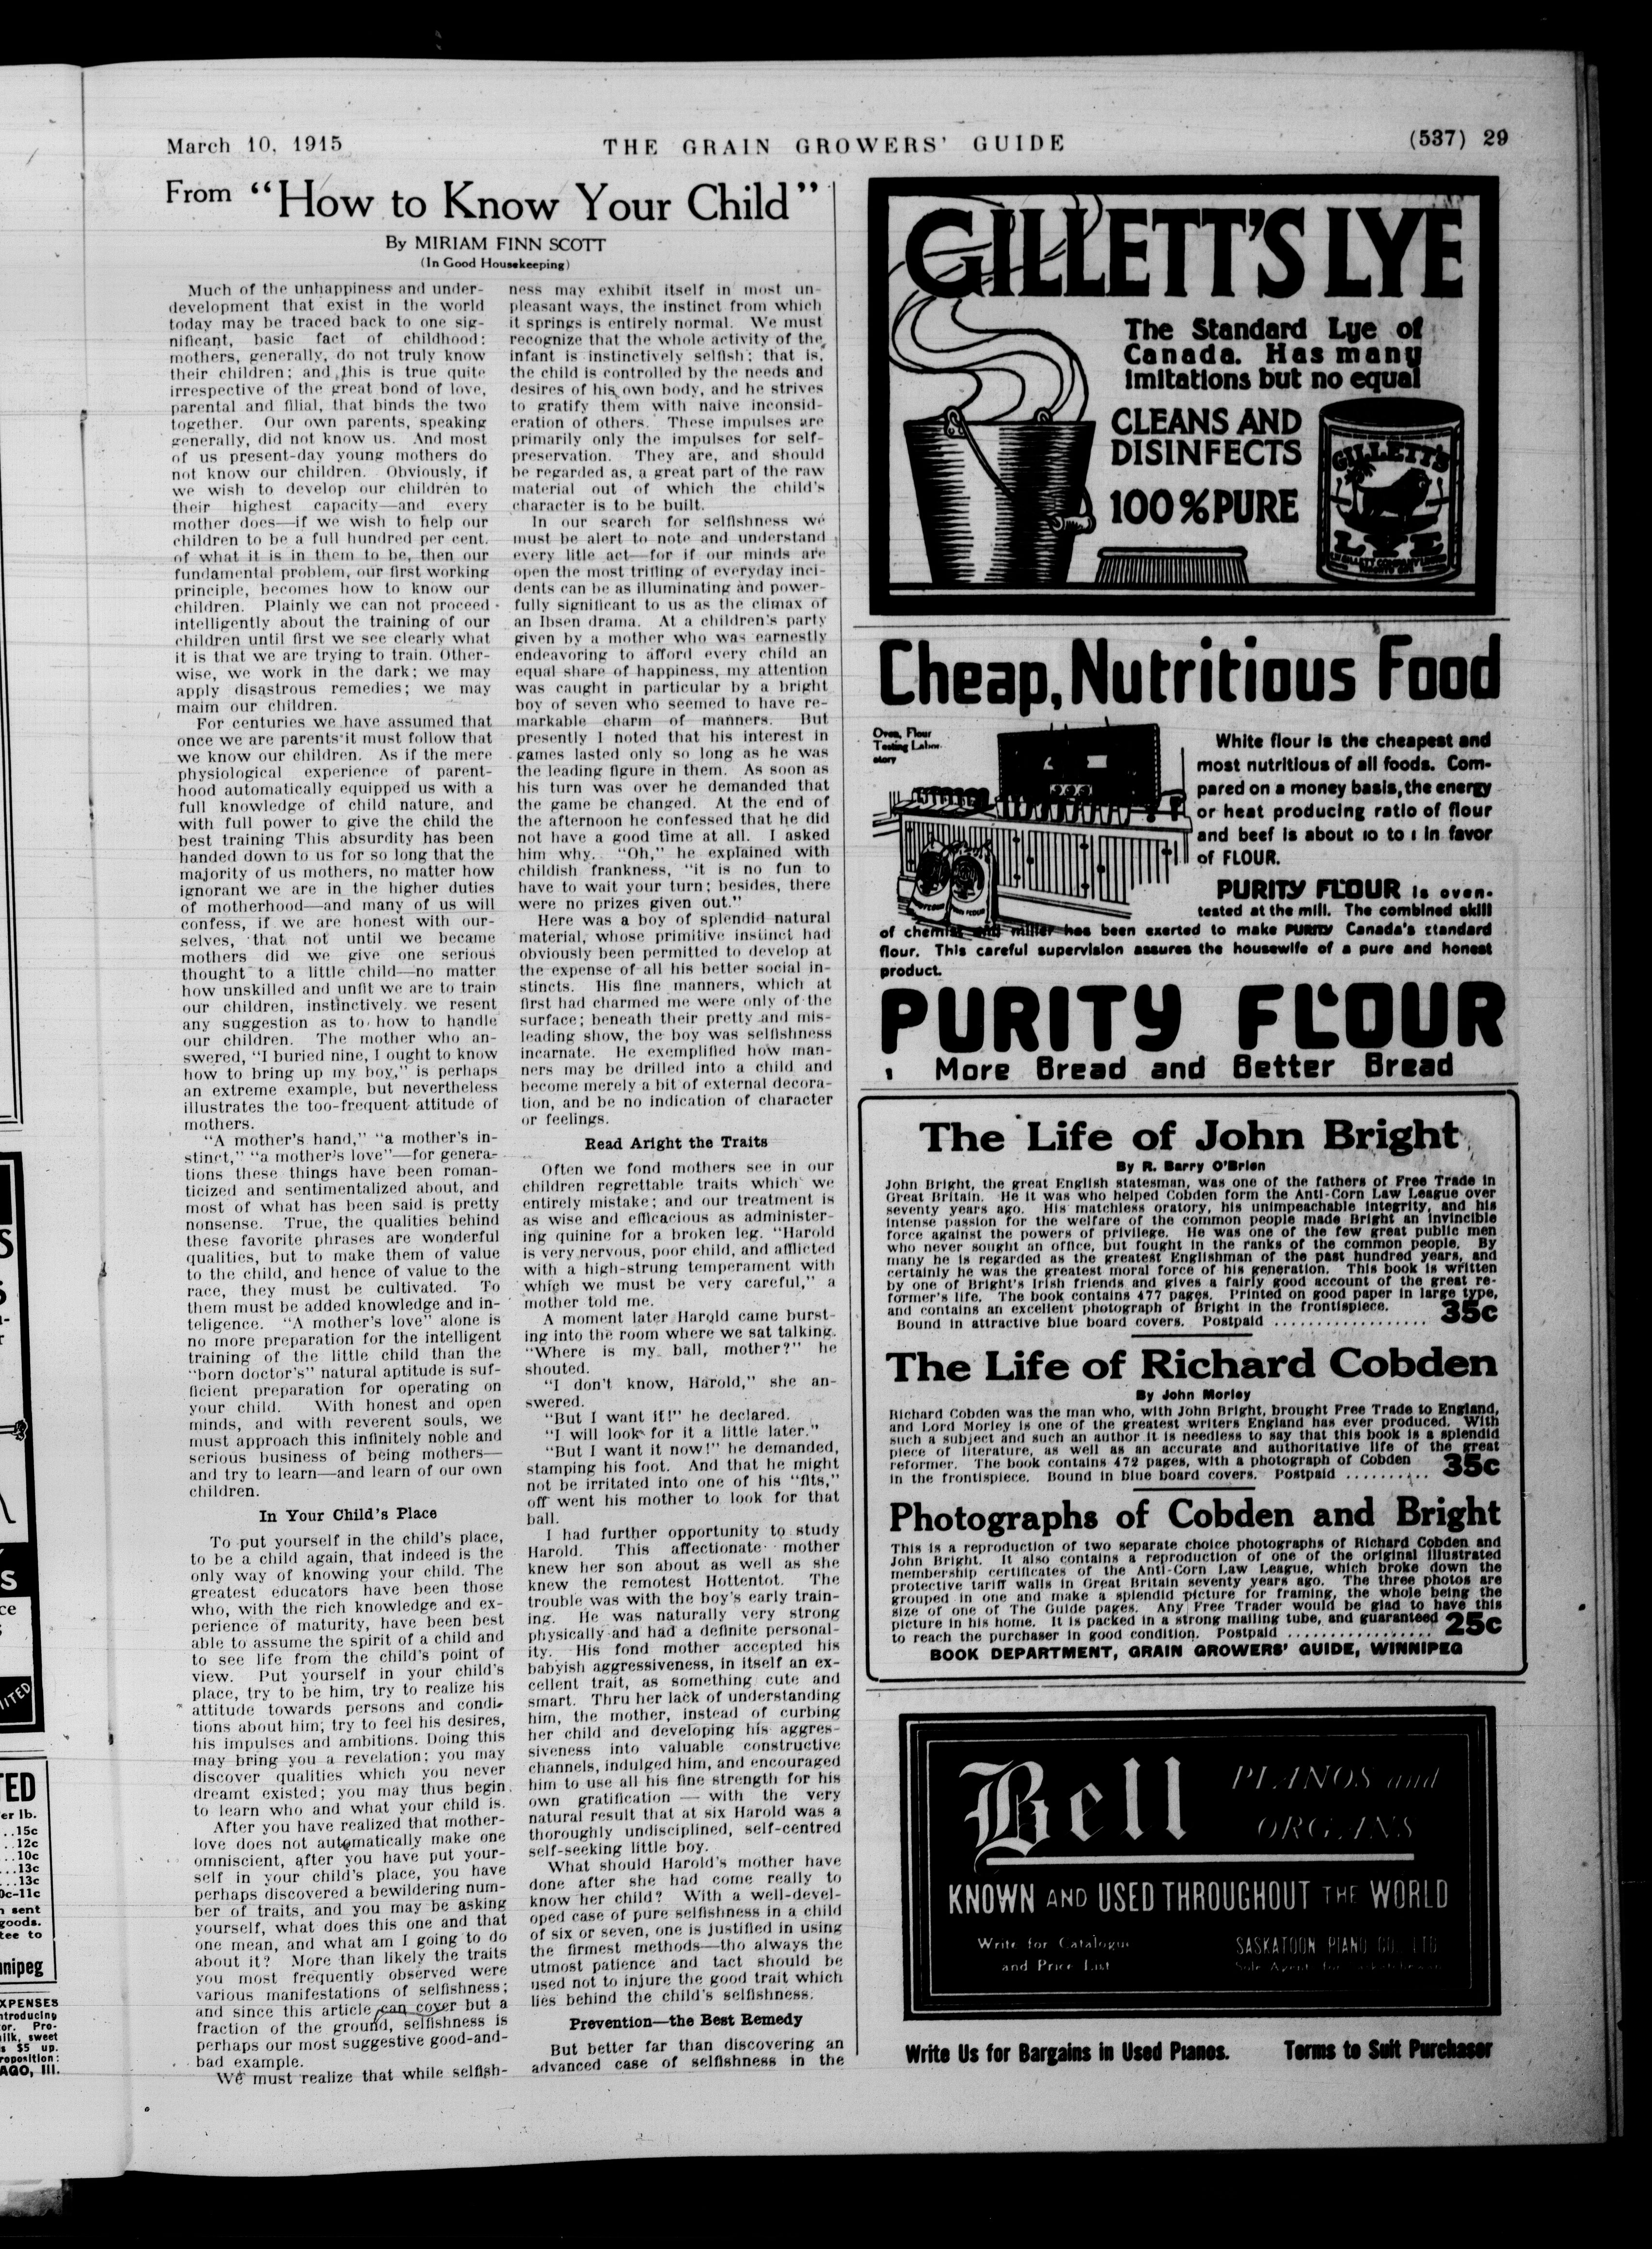 March 10, 1915
THE GRAIN GROWERS' GUIDE
(537) 29
From "How to Know Your Child"
By MIRIAM FINN SCOTT
(In Good Housekeeping)
Much of the unhappiness and under-
development that exist in the world
today may be traced back to one sig-
nificant, basic fact of childhood:
mothers, generally, do not truly know
their children; and this is true quite
irrespective of the great bond of love,
parental and filial, that binds the two
together. Our own parents, speaking
generally, did not know us. And most
of us present-day young mothers do
not know our children. Obviously, if
we wish to develop our children to
their highest capacity—and every
mother does—if we wish to help our
children to be a full hundred per cent.
of what it is in them to be, then our
fundamental problem, our first working
principle, becomes how to know our
children. Plainly we can not proceed
intelligently about the training of our
children until first we see clearly what
it is that we are trying to train. Other-
wise, we work in the dark; we may
apply disastrous remedies; we may
maim our children.
For centuries we have assumed that
once we are parents it must follow that
we know our children. As if the mere
physiological experience of parent-
hood automatically equipped us with a
full knowledge of child nature, and
with full power to give the child the
best training This absurdity has been
handed down to us for so long that the
majority of us mothers, no matter how
ignorant we are in the higher duties
of motherhood—and many of us will
confess, if we are honest with our-
selves, that not until we became
mothers did we give one serious
thought to a little child—no matter
how unskilled and unfit we are to train
our children, instinctively we resent
any suggestion as to how to handle
our children. The mother who an-
swered, "I buried nine, I ought to know
how to bring up my boy," is perhaps
an extreme example, but nevertheless
illustrates the too-frequent attitude of
mothers.
"A mother's hand," "a mother's in-
stinct," "a mother's love"—for genera-
tions these things have been roman-
ticized and sentimentalized about, and
most of what has been said is pretty
nonsense. True, the qualities behind
these favorite phrases are wonderful
qualities, but to make them of value
to the child, and hence of value to the
race, they must be cultivated. To
them must be added knowledge and in-
teligence. "A mother's love" alone is
no more preparation for the intelligent
training of the little child than the
"born doctor's" natural aptitude is suf-
ficient preparation for operating on
your child. With honest and open
minds, and with reverent souls, we
must approach this infinitely noble and
serious business of being mothers—
and try to learn—and learn of our own
children.
In Your Child's Place
To put yourself in the child's place,
to be a child again, that indeed is the
only way of knowing your child. The
greatest educators have been those
who, with the rich knowledge and ex-
perience of maturity, have been best
able to assume the spirit of a child and
to see life from the child's point of
view. Put yourself in your child's
place, try to be him, try to realize his
attitude towards persons and condi-
tions about him; try to feel his desires,
his impulses and ambitions. Doing this
may bring you a revelation; you may
discover qualities which you never
dreamt existed; you may thus begin
to learn who and what your child is.
After you have realized that mother-
love does not automatically make one
omniscient, after you have put your-
self in your child's place, you have
perhaps discovered a bewildering num-
ber of traits, and you may be asking
yourself, what does this one and that
one mean, and what am I going to do
about it? More than likely the traits
you most frequently observed were
various manifestations of selfishness;
and since this article can cover but a
fraction of the ground, selfishness is
perhaps our most suggestive good-and-
bad example.
We must realize that while selfish-
ness may exhibit itself in most un-
pleasant ways, the instinct from which
it springs is entirely normal. We must
recognize that the whole activity of the
infant is instinctively selfish; that is,
the child is controlled by the needs and
desires of his own body, and he strives
to gratify them with naive inconsid-
eration of others. These impulses are
primarily only the impulses for self-
preservation. They are, and should
be regarded as, a great part of the raw
material out of which the child's
character is to be built.
In our search for selfishness we
must be alert to note and understand
every litle act—for if our minds are
open the most trifling of everyday inci-
dents can be as illuminating and power-
fully significant to us as the climax of
an Ibsen drama. At a children's party
given by a mother who was earnestly
endeavoring to afford every child an
equal share of happiness, my attention
was caught in particular by a bright
boy of seven who seemed to have re-
markable charm of manners. But
presently I noted that his interest in
games lasted only so long as he was
the leading figure in them. As soon as
his turn was over he demanded that
the game be changed. At the end of
the afternoon he confessed that he did
not have a good time at all. I asked
him why. "Oh," he explained with
childish frankness, "it is no fun to
have to wait your turn; besides, there
were no prizes given out."
Here was a boy of splendid natural
material, whose primitive instinct had
obviously been permitted to develop at
the expense of all his better social in-
stincts. His fine manners, which at
first had charmed me were only of the
surface; beneath their pretty and mis-
leading show, the boy was selfishness
incarnate. He exemplified how man-
ners may be drilled into a child and
become merely a bit of external decora-
tion, and be no indication of character
or feelings.
Read Aright the Traits
Often we fond mothers see in our
children regrettable traits which we
entirely mistake; and our treatment is
as wise and efficacious as administer-
ing quinine for a broken leg. "Harold
is very nervous, poor child, and afflicted
with a high-strung temperament with
which we must be very careful," a
mother told me.
A moment later Harold came burst-
ing into the room where we sat talking.
"Where is my ball, mother?" he
shouted.
"I don't know, Harold," she an-
swered.
"But I want it!" he declared.
"I will look for it a little later."
"But I want it now!" he demanded,
stamping his foot. And that he might
not be irritated into one of his "fits,"
off went his mother to look for that
ball.
I had further opportunity to study
Harold. This affectionate mother
knew her son about as well as she
knew the remotest Hottentot. The
trouble was with the boy's early train-
ing. He was naturally very strong
physically and had a definite personal-
ity. His fond mother accepted his
babyish aggressiveness, in itself an ex-
cellent trait, as something cute and
smart. Thru her lack of understanding
him, the mother, instead of curbing
her child and developing his aggres-
siveness into valuable constructive
channels, indulged him, and encouraged
him to use all his fine strength for his
own gratification — with the very
natural result that at six Harold was a
thoroughly undisciplined, self-centred
self-seeking little boy.
What should Harold's mother have
done after she had come really to
know her child? With a well-devel-
oped case of pure selfishness in a child
of six or seven, one is justified in using
the firmest methods—tho always the
utmost patience and tact should be
used not to injure the good trait which
lies behind the child's selfishness.
Prevention—the Best Remedy
But better far than discovering an
advanced case of selfishness in the
GILLETT'S LYE
The Standard Lye of
Canada. Has many
imitations but no equal
CLEANS AND
DISINFECTS
100% PURE
GILLETT'S
LYE
Cheap, Nutritious Food
Oven, Flour
Testing Labor-
atory
White flour is the cheapest and
most nutritious of all foods. Com-
pared on a money basis, the energy
or heat producing ratio of flour
and beef is about 10 to 1 in favor
of FLOUR.
PURITY FLOUR is oven-
tested at the mill. The combined skill
of chemist and miller has been exerted to make PURITY Canada's standard
flour. This careful supervision assures the housewife of a pure and honest
product.
PURITY FLOUR
More Bread and Better Bread
The Life of John Bright
By R. Barry O'Brien
John Bright, the great English statesman, was one of the fathers of Free Trade in
Great Britain. He it was who helped Cobden form the Anti-Corn Law League over
seventy years ago. His matchless oratory, his unimpeachable integrity, and his
intense passion for the welfare of the common people made Bright an invincible
force against the powers of privilege. He was one of the few great public men
who never sought an office, but fought in the ranks of the common people. By
many he is regarded as the greatest Englishman of the past hundred years, and
certainly he was the greatest moral force of his generation. This book is written
by one of Bright's Irish friends and gives a fairly good account of the great re-
former's life. The book contains 477 pages. Printed on good paper in large type,
and contains an excellent photograph of Bright in the frontispiece.
Bound in attractive blue board covers. Postpaid .................. 35c
The Life of Richard Cobden
By John Morley
Richard Cobden was the man who, with John Bright, brought Free Trade to England,
and Lord Morley is one of the greatest writers England has ever produced. With
such a subject and such an author it is needless to say that this book is a splendid
piece of literature, as well as an accurate and authoritative life of the great
reformer. The book contains 472 pages, with a photograph of Cobden
in the frontispiece. Bound in blue board covers. Postpaid .......... 35c
Photographs of Cobden and Bright
This is a reproduction of two separate choice photographs of Richard Cobden and
John Bright. It also contains a reproduction of one of the original illustrated
membership certificates of the Anti-Corn Law League, which broke down the
protective tariff walls in Great Britain seventy years ago. The three photos are
grouped in one and make a splendid picture for framing, the whole being the
size of one of The Guide pages. Any Free Trader would be glad to have this
picture in his home. It is packed in a strong mailing tube, and guaranteed
to reach the purchaser in good condition. Postpaid ................. 25c
BOOK DEPARTMENT, GRAIN GROWERS' GUIDE, WINNIPEG
Bell PIANOS and
ORGANS
KNOWN AND USED THROUGHOUT THE WORLD
Write for Catalogue
and Price List
SASKATOON PIANO CO. LTD
Sole Agents for Saskatchewan
Write Us for Bargains in Used Pianos. Terms to Suit Purchaser
TED
er lb.
..15c
..12c
..10c
...13c
...13c
0c-11c
sent
goods.
tee to
nnipeg
XPENSES
ntroducing
or. Pro-
ilk, sweet
s $5 up.
roposition:
AGO, Ill.